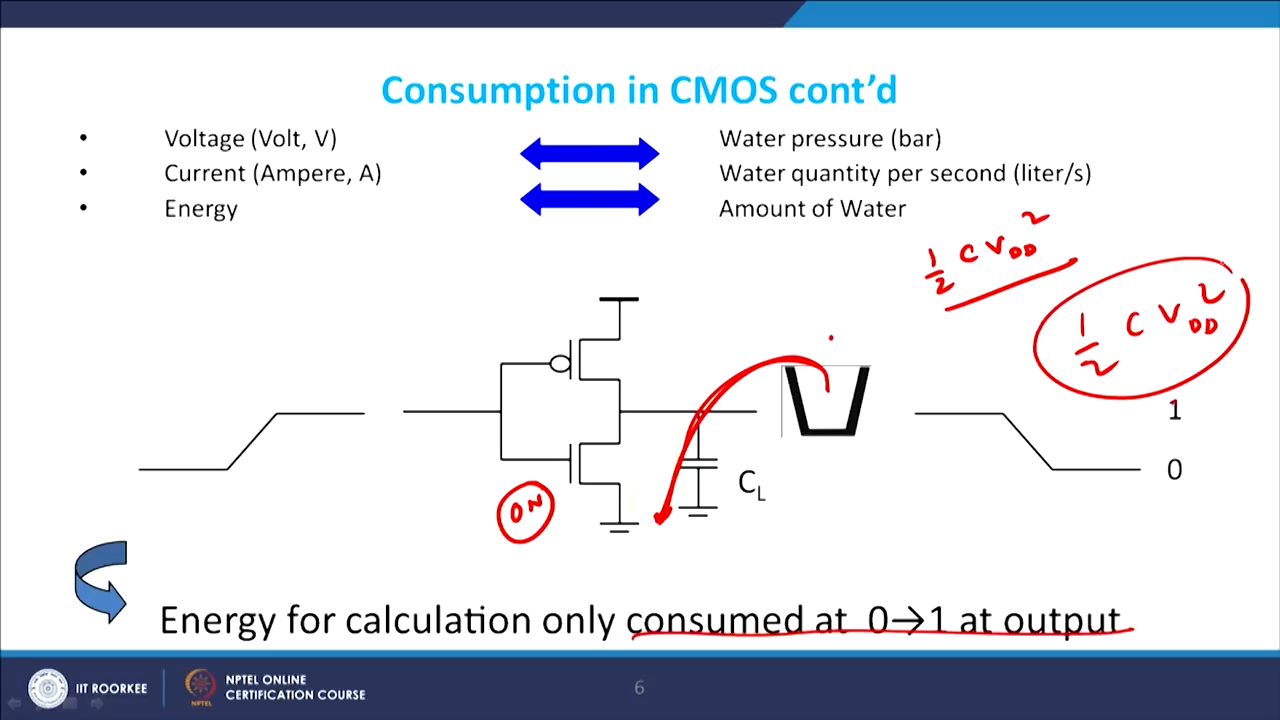 Consumption in CMOS cont’d
• Voltage (Volt, V) Water pressure (bar)
• Current (Ampere, A) Water quantity per second (liter/s)
• Energy Amount of Water
1/2 C VDD²
1/2 C VDD²
1
0
CL
ON
Energy for calculation only consumed at 0→1 at output
IIT ROORKEE
NPTEL
NPTEL ONLINE
CERTIFICATION COURSE
6